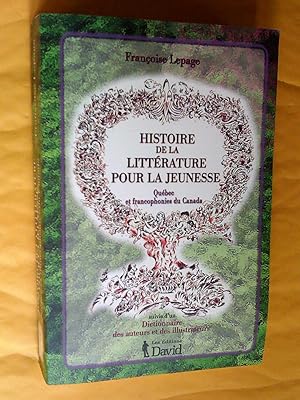 Françoise Lepage
HISTOIRE
DE LA
LITTÉRATURE
POUR LA JEUNESSE
Québec
et francophonies du Canada
suivie d'un
Dictionnaire
des auteurs et des illustrateurs
Les Éditions
David